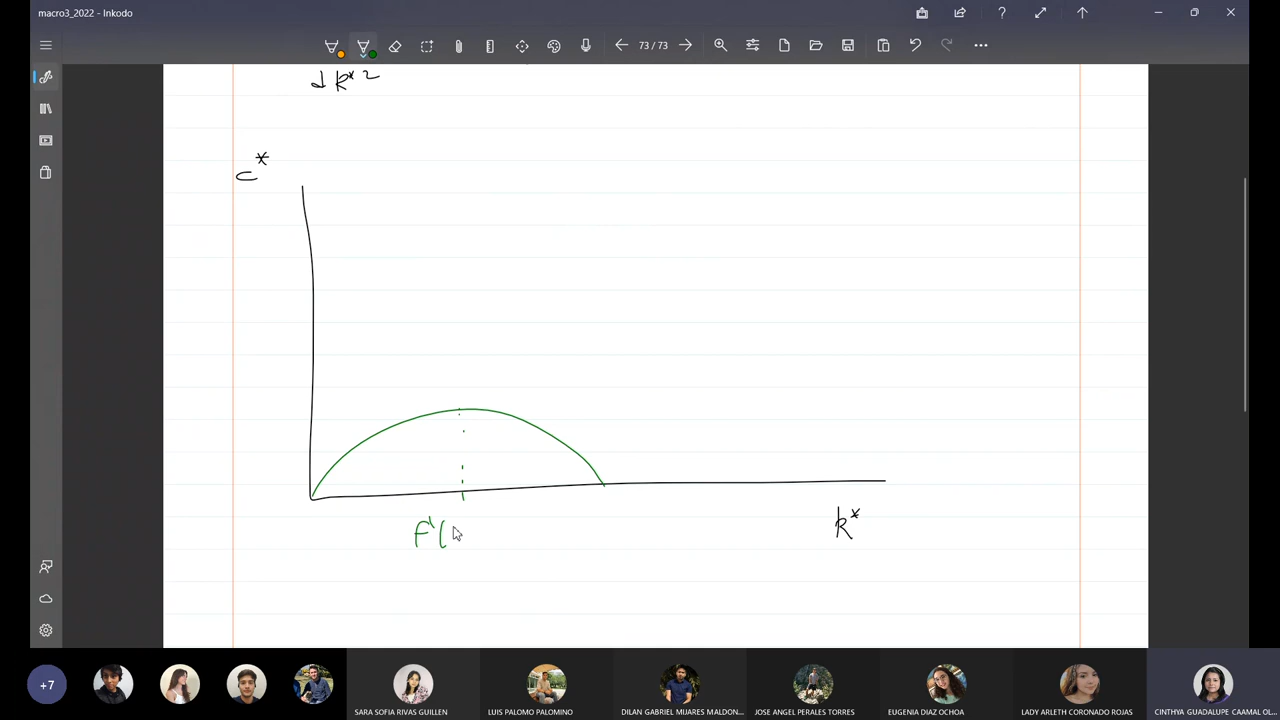 macro3_2022 - Inkodo
73 / 73
d k*2
c*
f'(
k*
+7
SARA SOFIA RIVAS GUILLEN
LUIS PALOMO PALOMINO
DILAN GABRIEL MIJARES MALDON...
JOSE ANGEL PERALES TORRES
EUGENIA DIAZ OCHOA
LADY ARLETH CORONADO ROJAS
CINTHYA GUADALUPE CAAMAL OL...